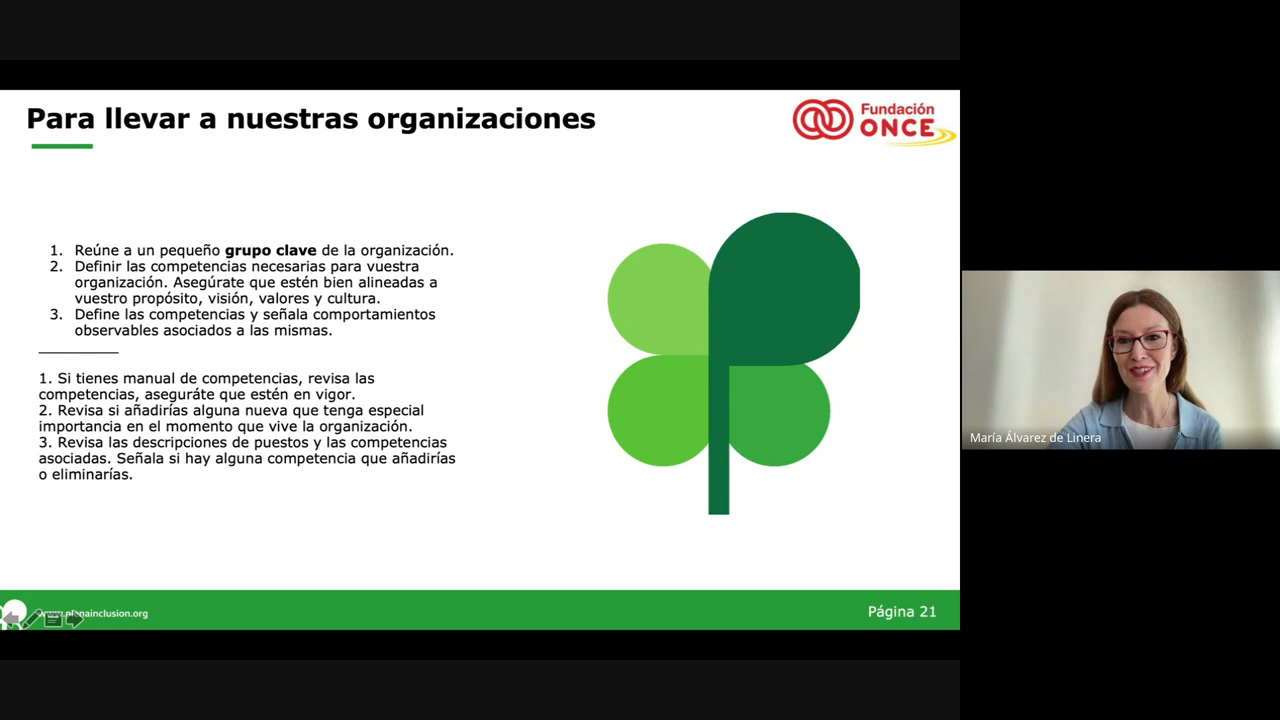 Para llevar a nuestras organizaciones
Fundación
ONCE
1. Reúne a un pequeño grupo clave de la organización.
2. Definir las competencias necesarias para vuestra
organización. Asegúrate que estén bien alineadas a
vuestro propósito, visión, valores y cultura.
3. Define las competencias y señala comportamientos
observables asociados a las mismas.
1. Si tienes manual de competencias, revisa las
competencias, aseguráte que estén en vigor.
2. Revisa si añadirías alguna nueva que tenga especial
importancia en el momento que vive la organización.
3. Revisa las descripciones de puestos y las competencias
asociadas. Señala si hay alguna competencia que añadirías
o eliminarías.
María Álvarez de Linera
www.plenainclusion.org
Página 21